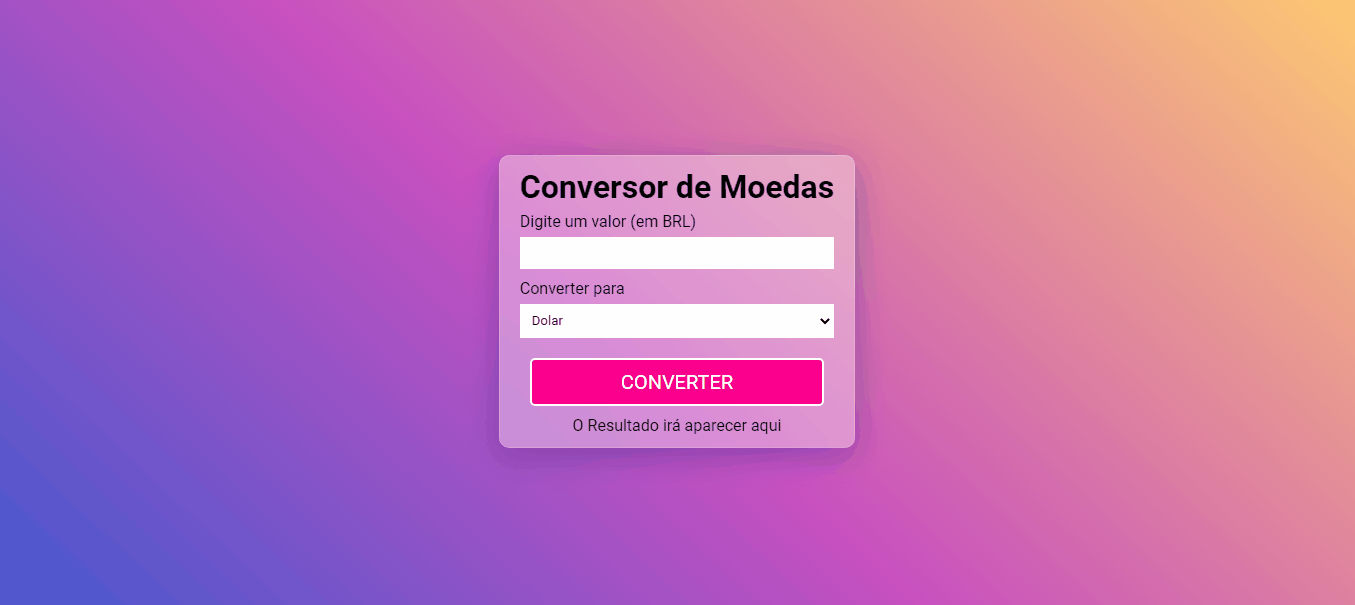 Conversor de Moedas
Digite um valor (em BRL)
Converter para
Dolar
CONVERTER
O Resultado irá aparecer aqui